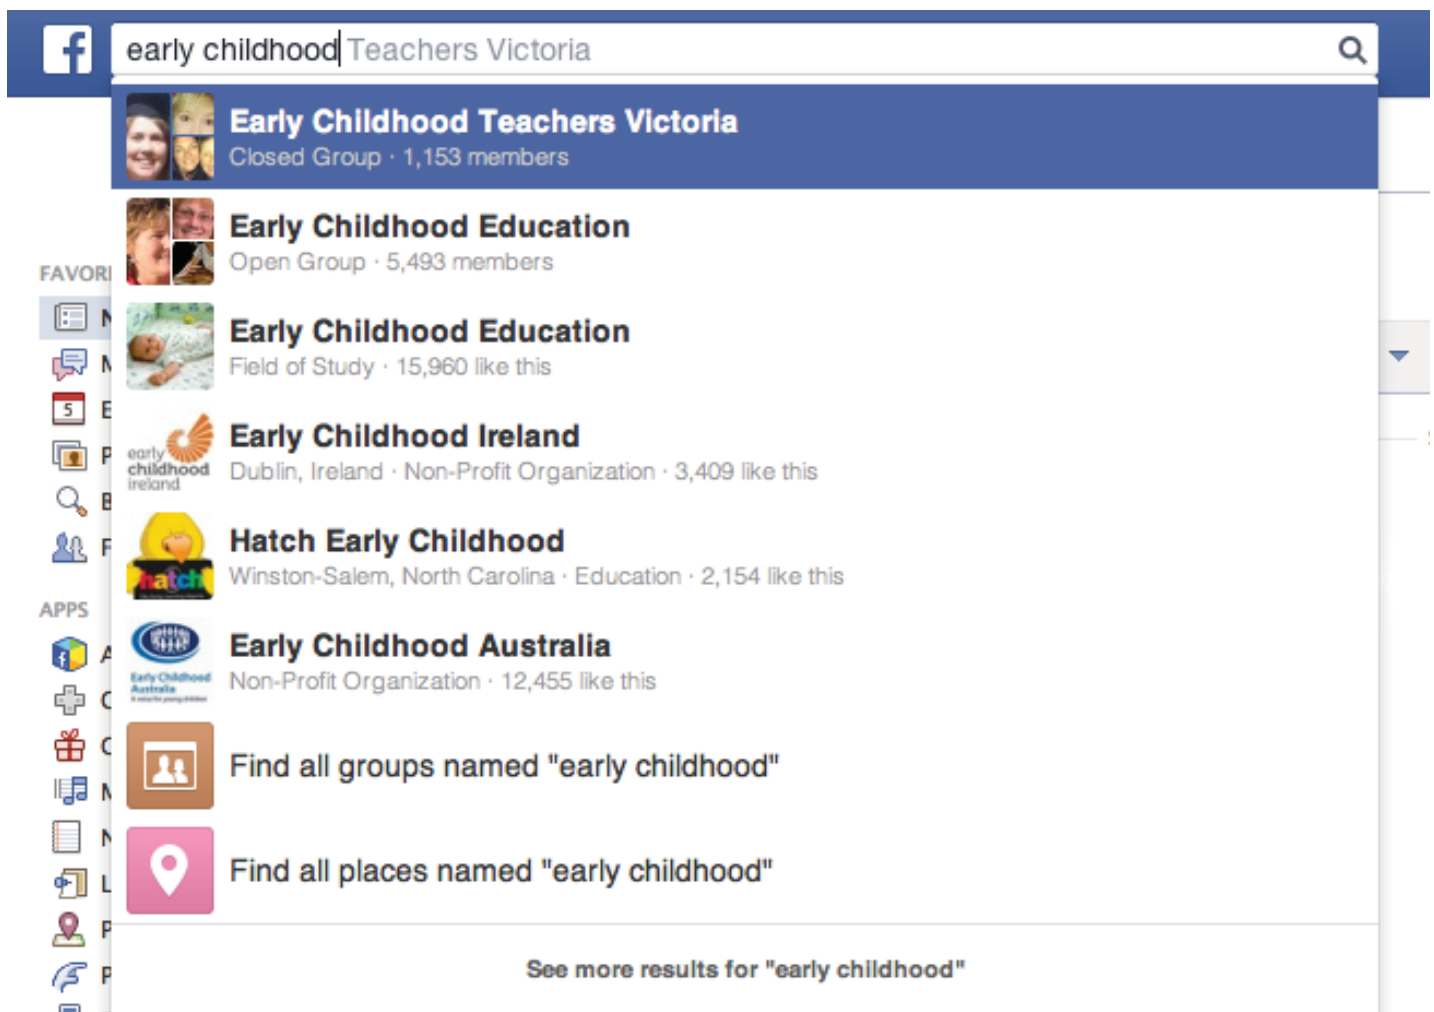 early childhood Teachers Victoria
Early Childhood Teachers Victoria
Closed Group · 1,153 members
Early Childhood Education
Open Group · 5,493 members
FAVORI
Early Childhood Education
Field of Study · 15,960 like this
N
M
5 E
P
B
F
early
childhood
ireland
Early Childhood Ireland
Dublin, Ireland · Non-Profit Organization · 3,409 like this
hatch
Hatch Early Childhood
Winston-Salem, North Carolina · Education · 2,154 like this
APPS
Early Childhood
Australia
A voice for young children
Early Childhood Australia
Non-Profit Organization · 12,455 like this
A
Find all groups named "early childhood"
M
N
Find all places named "early childhood"
L
P
P
See more results for "early childhood"